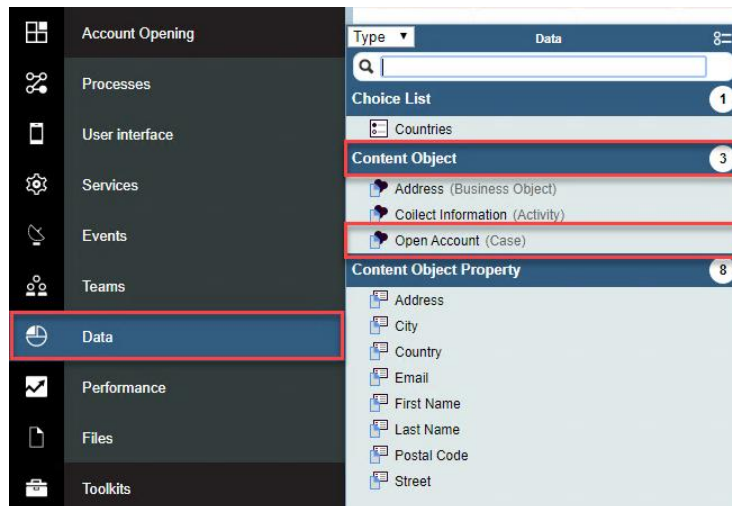 Account Opening
Processes
User interface
Services
Events
Teams
Data
Performance
Files
Toolkits
Type ▼ Data
Choice List 1
Countries
Content Object 3
Address (Business Object)
Collect Information (Activity)
Open Account (Case)
Content Object Property 8
Address
City
Country
Email
First Name
Last Name
Postal Code
Street